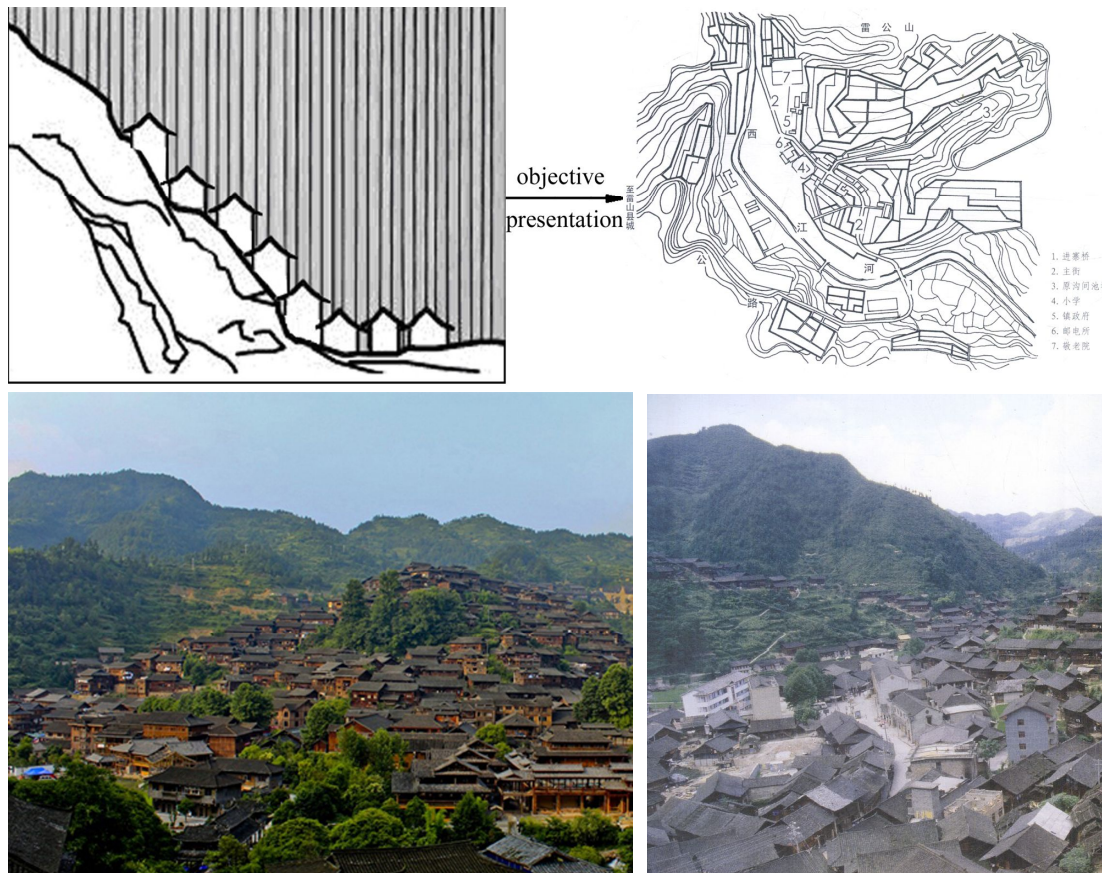 objective
presentation
雷公山
7
2
3
5
6
4
西江河
2
至雷山县城
公路
1
1. 进寨桥
2. 主街
3. 原沟间池
4. 小学
5. 镇政府
6. 邮电所
7. 敬老院